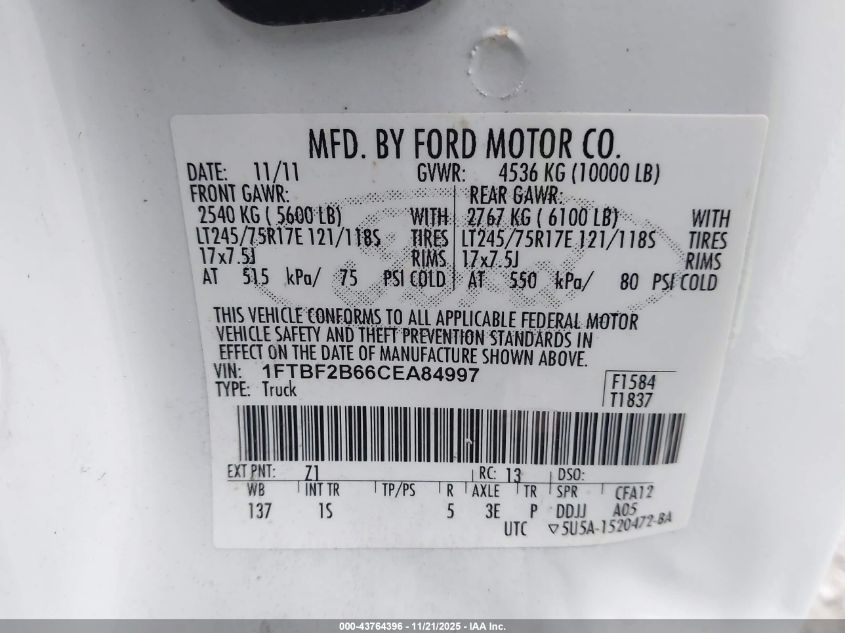 MFD. BY FORD MOTOR CO.
DATE: 11/11 GVWR: 4536 KG (10000 LB)
FRONT GAWR: REAR GAWR:
2540 KG ( 5600 LB) WITH 2767 KG ( 6100 LB) WITH
LT245/75R17E 121/118S TIRES LT245/75R17E 121/118S TIRES
17x7.5J RIMS 17x7.5J RIMS
AT 515 kPa/ 75 PSI COLD AT 550 kPa/ 80 PSI COLD
THIS VEHICLE CONFORMS TO ALL APPLICABLE FEDERAL MOTOR
VEHICLE SAFETY AND THEFT PREVENTION STANDARDS IN
EFFECT ON THE DATE OF MANUFACTURE SHOWN ABOVE.
VIN: 1FTBF2B66CEA84997
TYPE: Truck
F1584
T1837
EXT PNT: Z1 RC: 13 DSO:
WB INT TR TP/PS R AXLE TR SPR CFA12
137 1S 5 3E P DDJJ A05
UTC ▽5U5A-1520472-BA
000-43764396 - 11/21/2025 - IAA Inc.